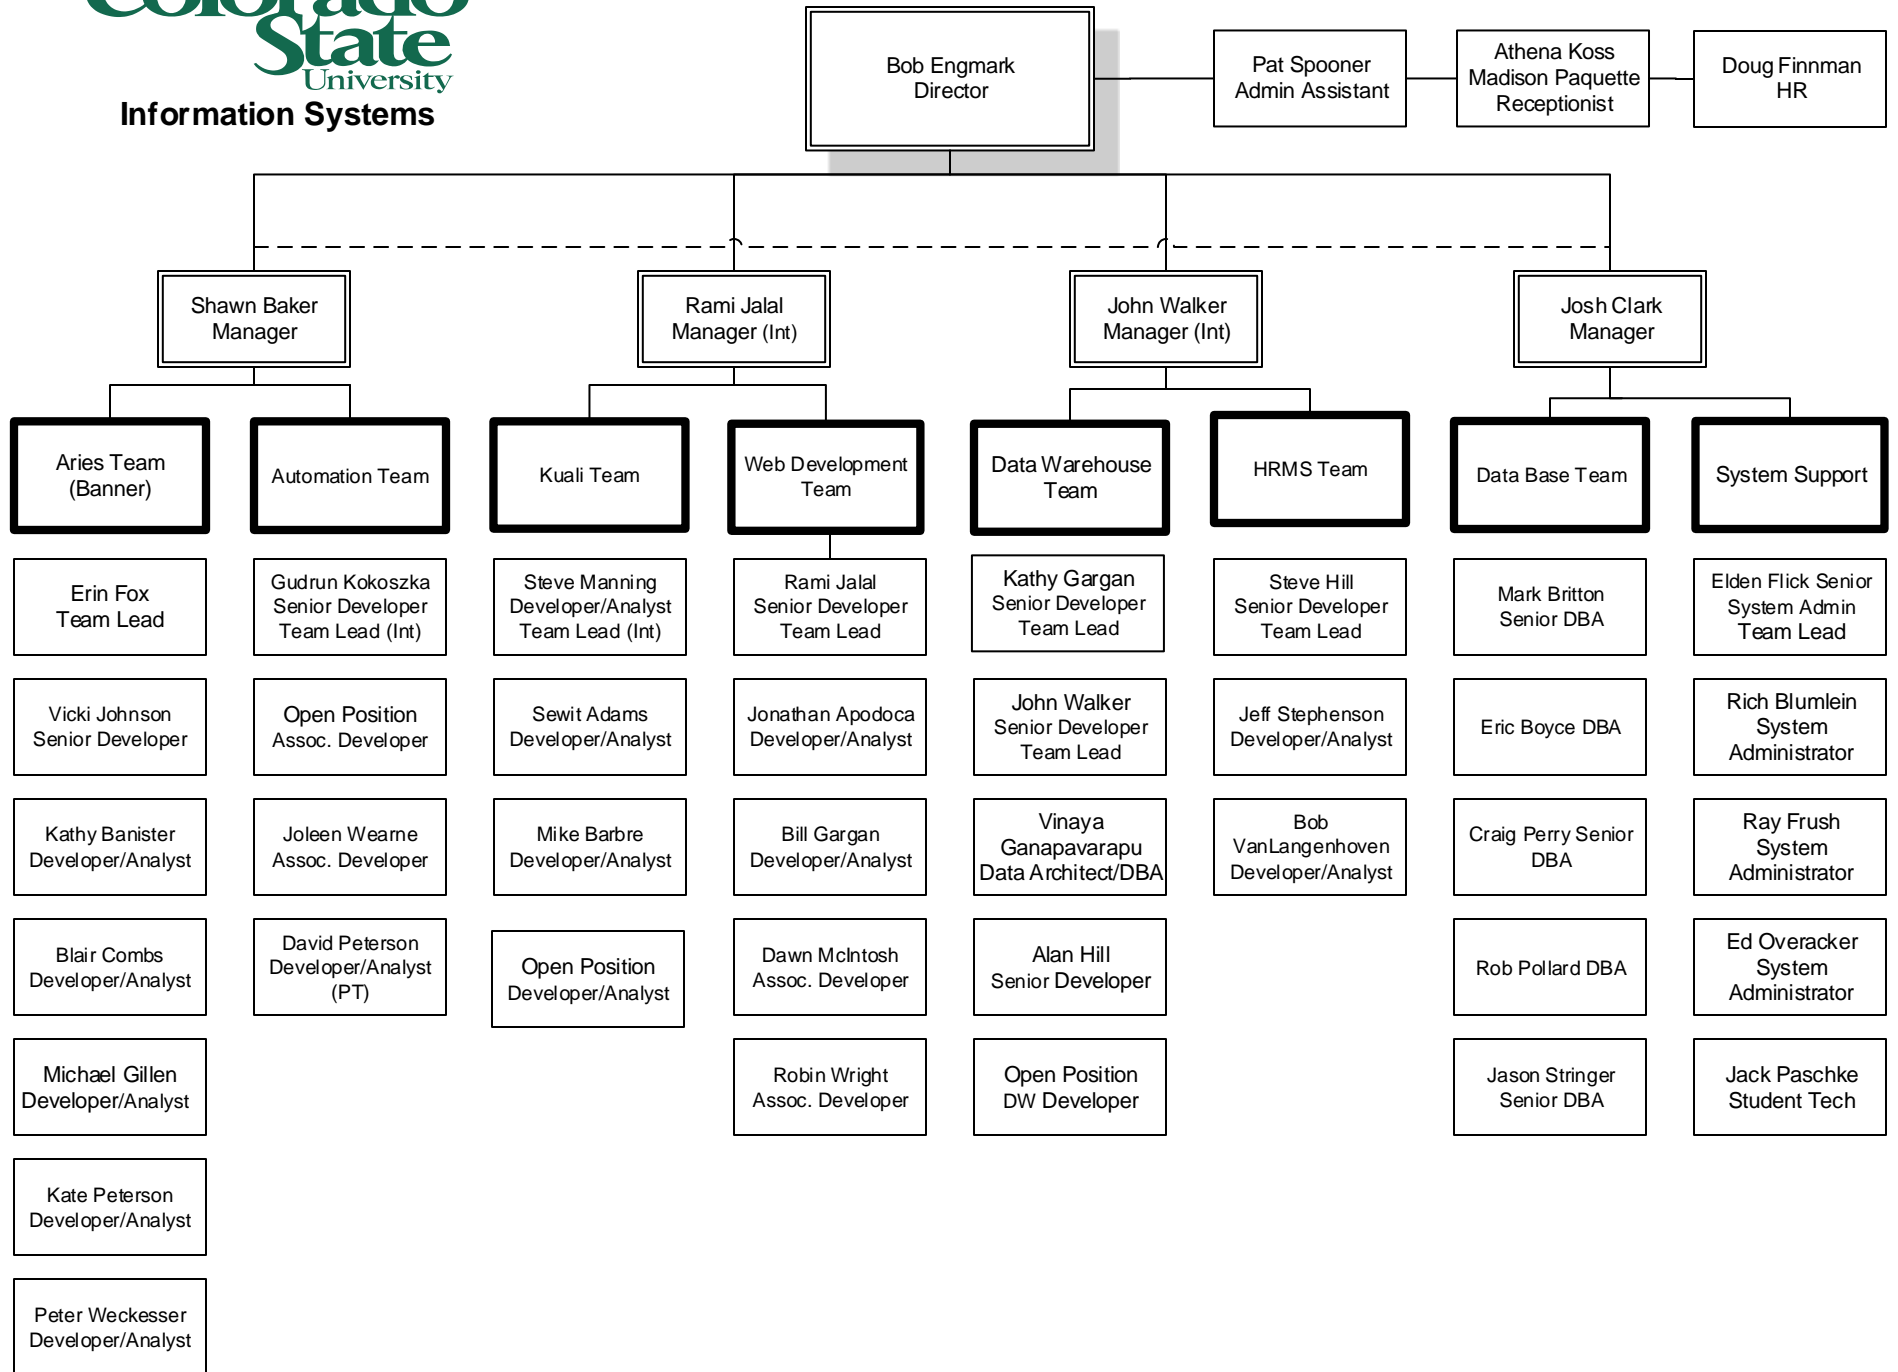 Colorado
State
University
Information Systems
Bob Engmark
Director
Pat Spooner
Admin Assistant
Athena Koss
Madison Paquette
Receptionist
Doug Finnman
HR
Shawn Baker
Manager
Rami Jalal
Manager (Int)
John Walker
Manager (Int)
Josh Clark
Manager
Aries Team
(Banner)
Automation Team
Kuali Team
Web Development
Team
Data Warehouse
Team
HRMS Team
Data Base Team
System Support
Erin Fox
Team Lead
Gudrun Kokoszka
Senior Developer
Team Lead (Int)
Steve Manning
Developer/Analyst
Team Lead (Int)
Rami Jalal
Senior Developer
Team Lead
Kathy Gargan
Senior Developer
Team Lead
Steve Hill
Senior Developer
Team Lead
Mark Britton
Senior DBA
Elden Flick Senior
System Admin
Team Lead
Vicki Johnson
Senior Developer
Open Position
Assoc. Developer
Sewit Adams
Developer/Analyst
Jonathan Apodoca
Developer/Analyst
John Walker
Senior Developer
Team Lead
Jeff Stephenson
Developer/Analyst
Eric Boyce DBA
Rich Blumlein
System
Administrator
Kathy Banister
Developer/Analyst
Joleen Wearne
Assoc. Developer
Mike Barbre
Developer/Analyst
Bill Gargan
Developer/Analyst
Vinaya
Ganapavarapu
Data Architect/DBA
Bob
VanLangenhoven
Developer/Analyst
Craig Perry Senior
DBA
Ray Frush
System
Administrator
Blair Combs
Developer/Analyst
David Peterson
Developer/Analyst
(PT)
Open Position
Developer/Analyst
Dawn McIntosh
Assoc. Developer
Alan Hill
Senior Developer
Rob Pollard DBA
Ed Overacker
System
Administrator
Michael Gillen
Developer/Analyst
Robin Wright
Assoc. Developer
Open Position
DW Developer
Jason Stringer
Senior DBA
Jack Paschke
Student Tech
Kate Peterson
Developer/Analyst
Peter Weckesser
Developer/Analyst